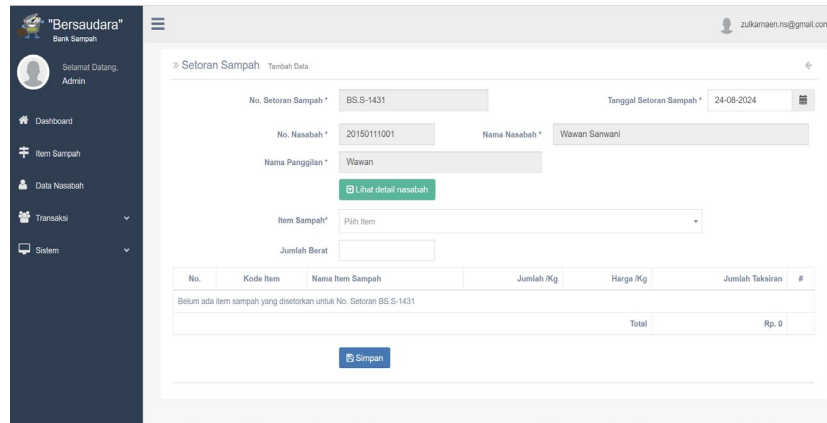 "Bersaudara"
Bank Sampah
zulkarnaen.ns@gmail.com
Selamat Datang,
Admin
Dashboard
Item Sampah
Data Nasabah
Transaksi
Sistem
» Setoran Sampah Tambah Data
No. Setoran Sampah * BS.S-1431 Tanggal Setoran Sampah * 24-08-2024
No. Nasabah * 20150111001 Nama Nasabah * Wawan Sanwani
Nama Panggilan * Wawan
Lihat detail nasabah
Item Sampah* Pilih Item
Jumlah Berat
No. Kode Item Nama Item Sampah Jumlah /Kg Harga /Kg Jumlah Taksiran #
Belum ada item sampah yang disetorkan untuk No. Setoran BS.S-1431
Total Rp. 0
Simpan